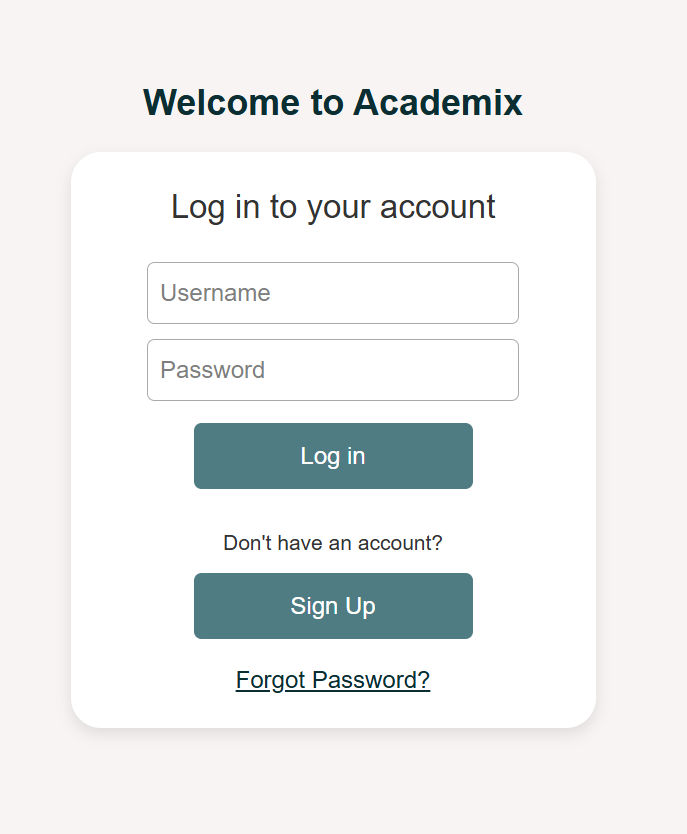 Welcome to Academix
Log in to your account
Username
Password
Log in
Don't have an account?
Sign Up
Forgot Password?